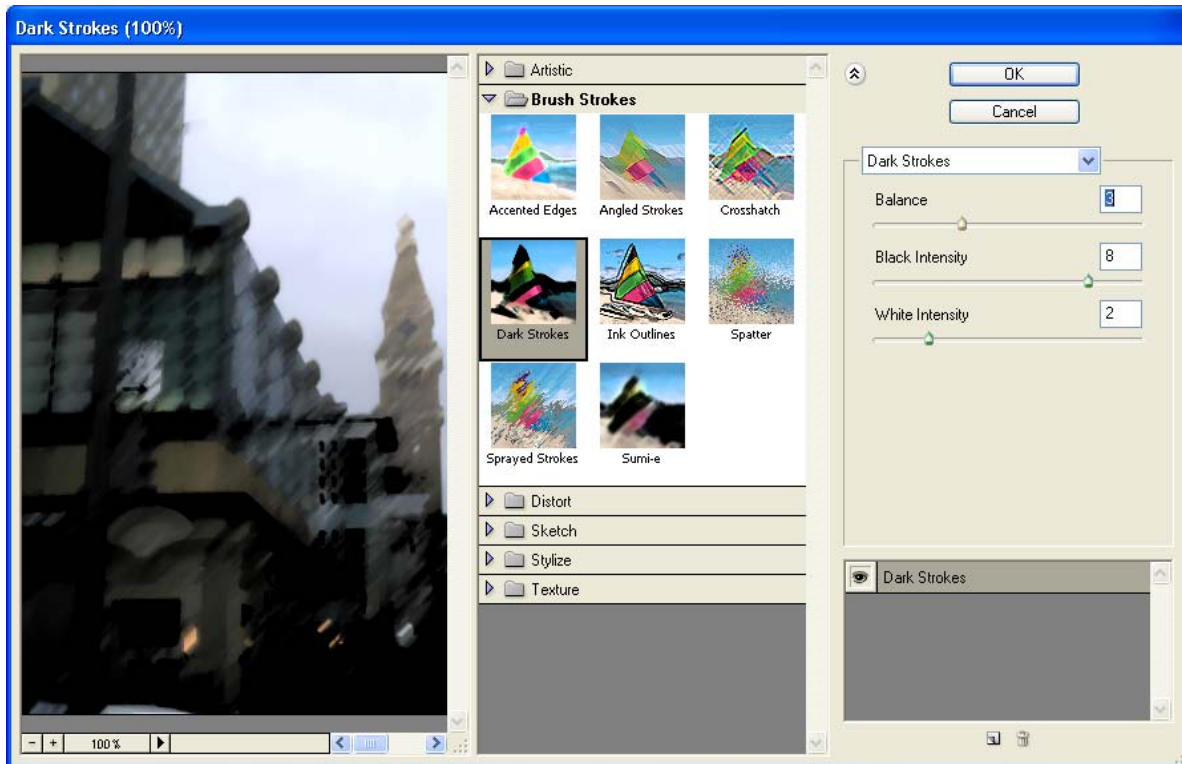 Dark Strokes (100%)
Artistic
Brush Strokes
Accented Edges
Angled Strokes
Crosshatch
Dark Strokes
Ink Outlines
Spatter
Sprayed Strokes
Sumi-e
Distort
Sketch
Stylize
Texture
OK
Cancel
Dark Strokes
Balance 3
Black Intensity 8
White Intensity 2
Dark Strokes
- + 100%